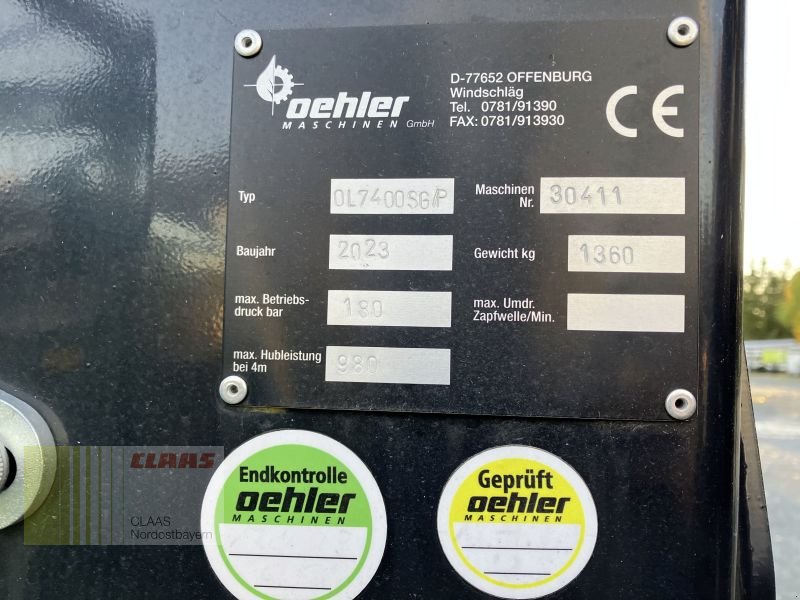 oehler
MASCHINEN GmbH
D-77652 OFFENBURG
Windschläg
Tel. 0781/91390
FAX: 0781/913930
CE
Typ OL7400SG/P
Maschinen Nr. 30411
Baujahr 2023
Gewicht kg 1360
max. Betriebs-
druck bar 180
max. Umdr.
Zapfwelle/Min.
max. Hubleistung
bei 4m 980
Endkontrolle
oehler
MASCHINEN
Geprüft
oehler
MASCHINEN
CLAAS
CLAAS
Nordostbayern